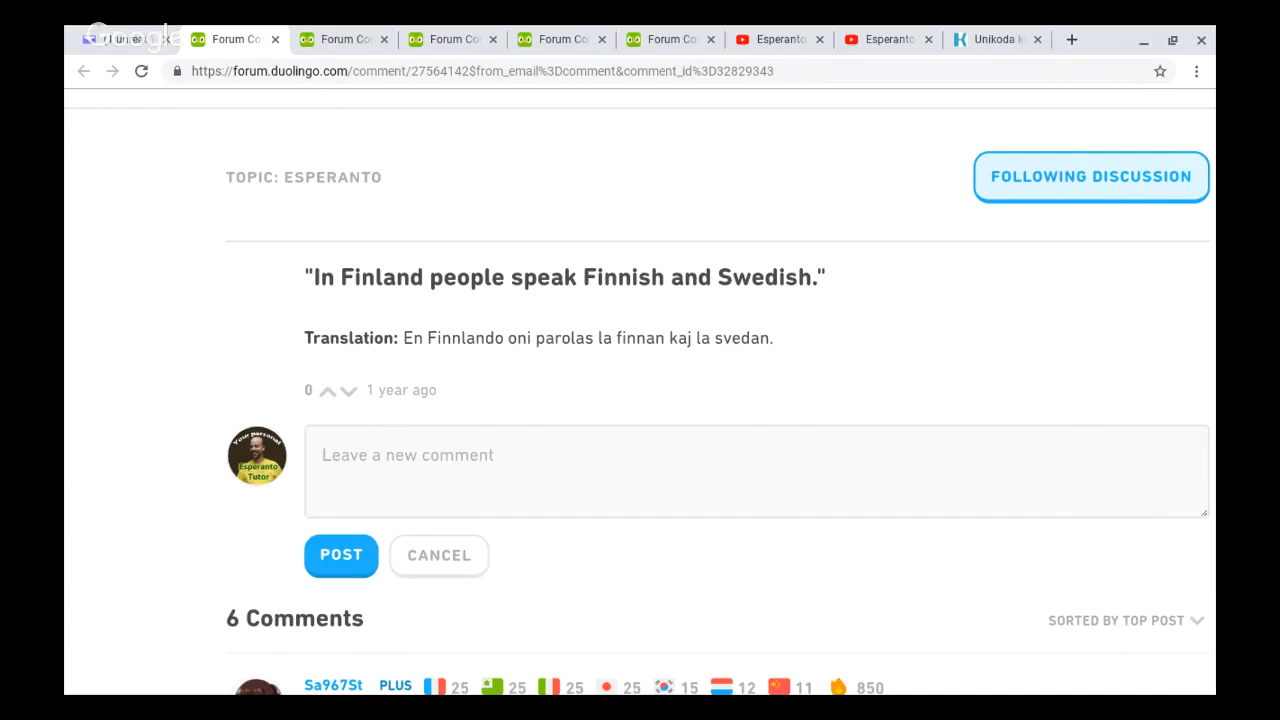 Google
Forum Co
Forum Co
Forum Co
Forum Co
Forum Co
Esperanto
Esperanto
Unikoda k
https://forum.duolingo.com/comment/27564142$from_email%3Dcomment&comment_id%3D32829343
TOPIC: ESPERANTO
FOLLOWING DISCUSSION
"In Finland people speak Finnish and Swedish."
Translation: En Finnlando oni parolas la finnan kaj la svedan.
0 1 year ago
Your personal
Esperanto
Tutor
Leave a new comment
POST CANCEL
6 Comments
SORTED BY TOP POST
Sa967St PLUS 25 25 25 25 15 12 11 850